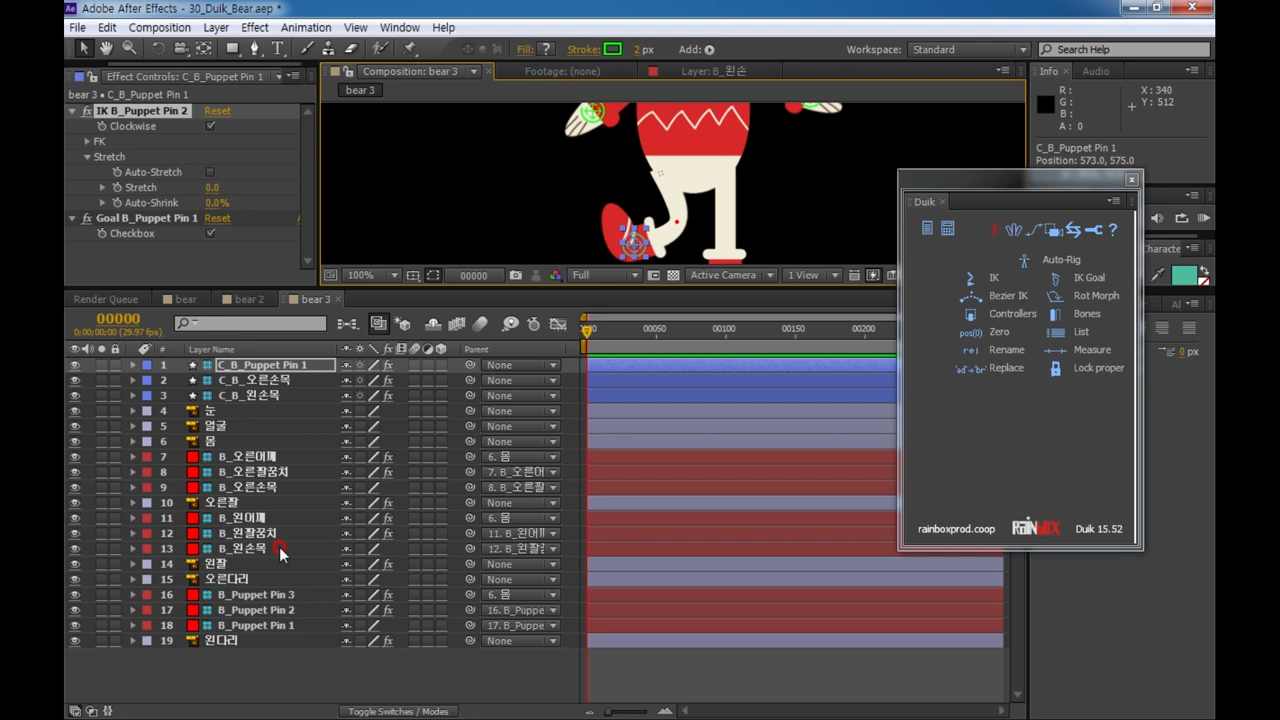 Adobe After Effects - 30_Duik_Bear.aep *
File Edit Composition Layer Effect Animation View Window Help
Fill: ? Stroke: 2 px Add: Workspace: Standard Search Help
Effect Controls: C_B_Puppet Pin 1 Composition: bear 3 Footage: (none) Layer: B_왼손 Info Audio
bear 3 • C_B_Puppet Pin 1
bear 3
IK B_Puppet Pin 2 Reset
Clockwise
FK
Stretch
Auto-Stretch
Stretch 0.0
Auto-Shrink 0.0%
Goal B_Puppet Pin 1 Reset
Checkbox
R:
G:
B:
A: 0
X: 340
Y: 512
C_B_Puppet Pin 1
Position: 573.0, 575.0
100% 00000 Full Active Camera 1 View
Duik
?
Auto-Rig
IK IK Goal
Bezier IK Rot Morph
Controllers Bones
pos(0) Zero List
Rename Measure
Replace Lock proper
rainboxprod.coop RAINBOX Duik 15.52
Characte
0 px
Render Queue bear bear 2 bear 3
00000
0:00:00:00 (29.97 fps)
00050 00100 00150 00200
# Layer Name Parent
1 C_B_Puppet Pin 1 None
2 C_B_오른손목 None
3 C_B_왼손목 None
4 눈 None
5 얼굴 None
6 몸 None
7 B_오른어깨 6. 몸
8 B_오른팔꿈치 7. B_오른어
9 B_오른손목 8. B_오른팔
10 오른팔 None
11 B_왼어깨 6. 몸
12 B_왼팔꿈치 11. B_왼어
13 B_왼손목 12. B_왼팔
14 왼팔 None
15 오른다리 None
16 B_Puppet Pin 3 6. 몸
17 B_Puppet Pin 2 16. B_Puppe
18 B_Puppet Pin 1 17. B_Puppe
19 왼다리 None
Toggle Switches / Modes